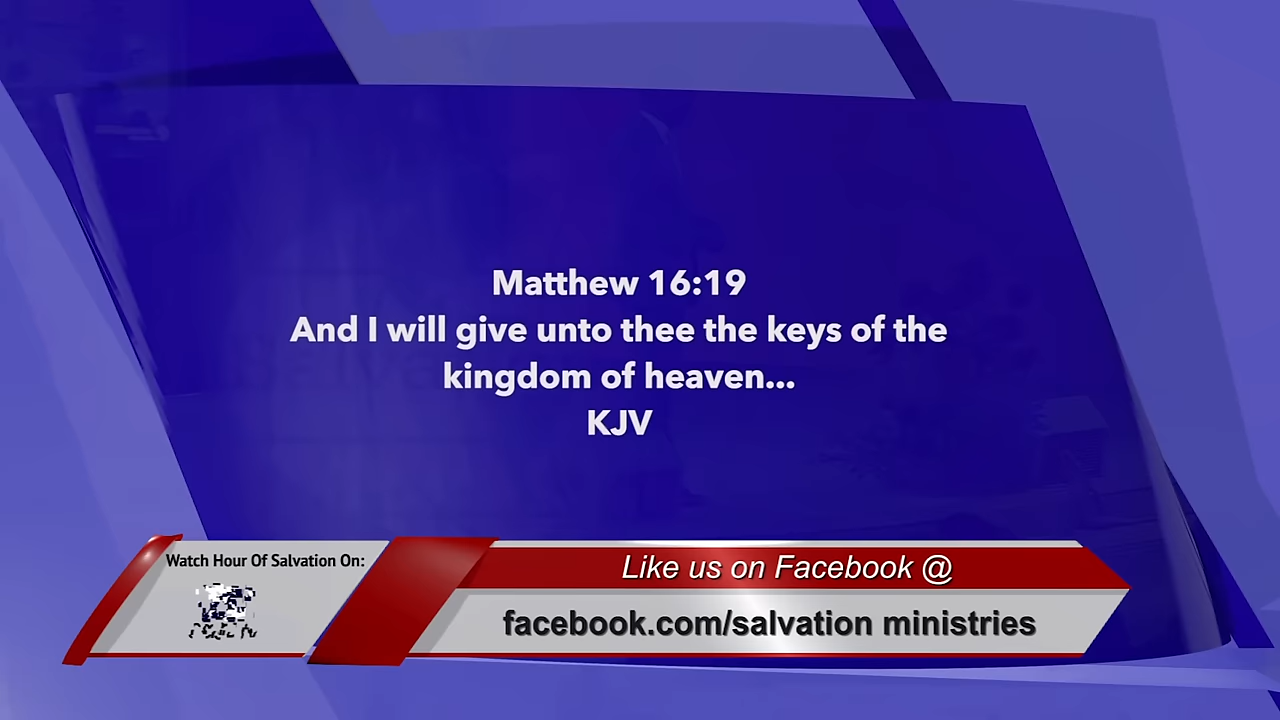 Matthew 16:19
And I will give unto thee the keys of the
kingdom of heaven...
KJV
Watch Hour Of Salvation On:
Like us on Facebook @
facebook.com/salvation ministries